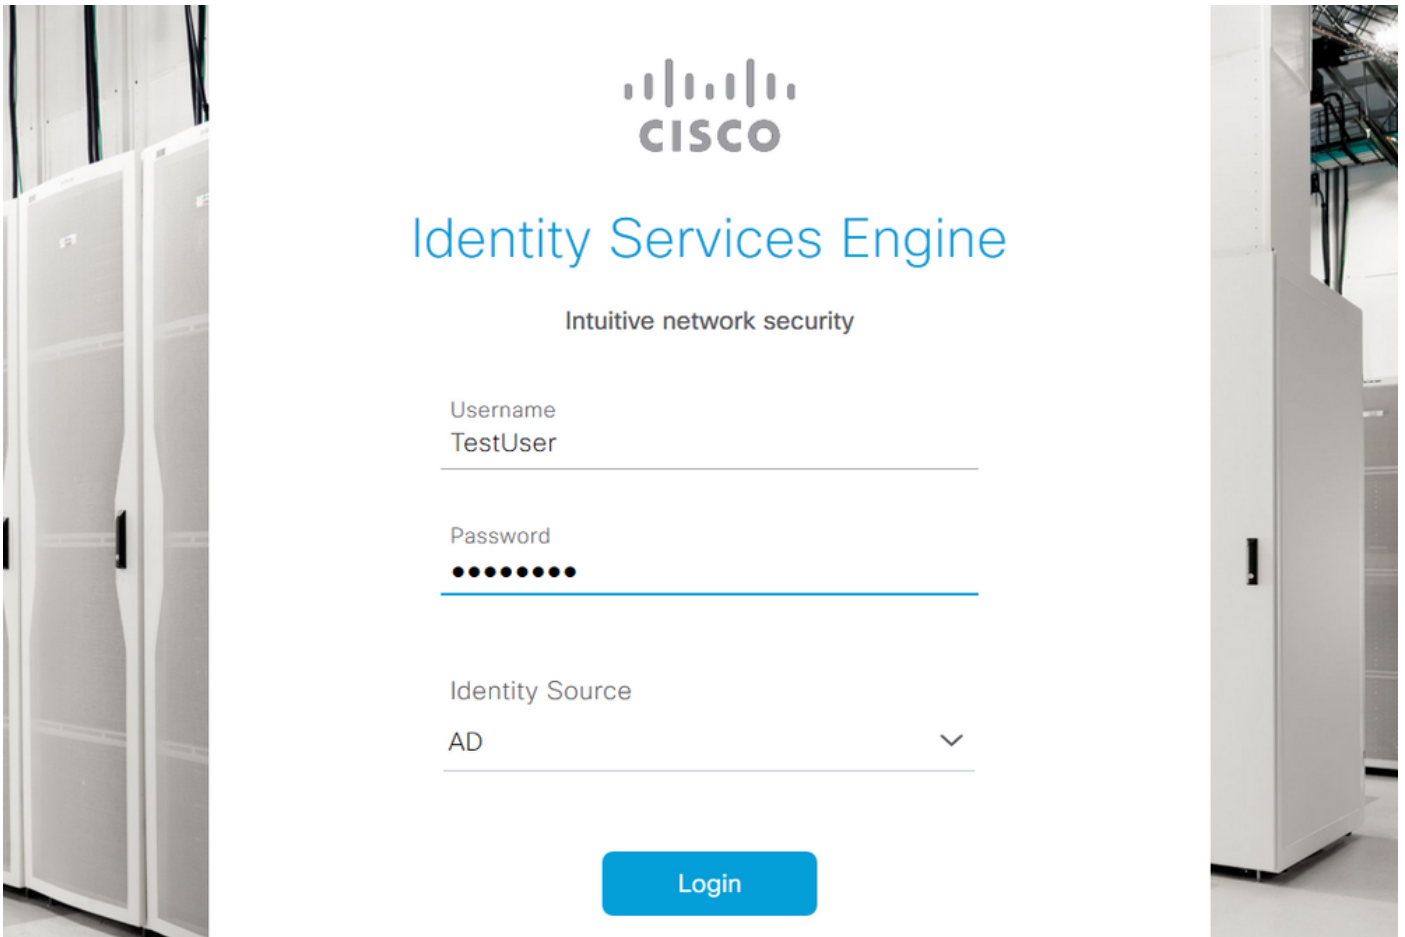 CISCO
Identity Services Engine
Intuitive network security
Username
TestUser
Password
••••••••
Identity Source
AD
Login